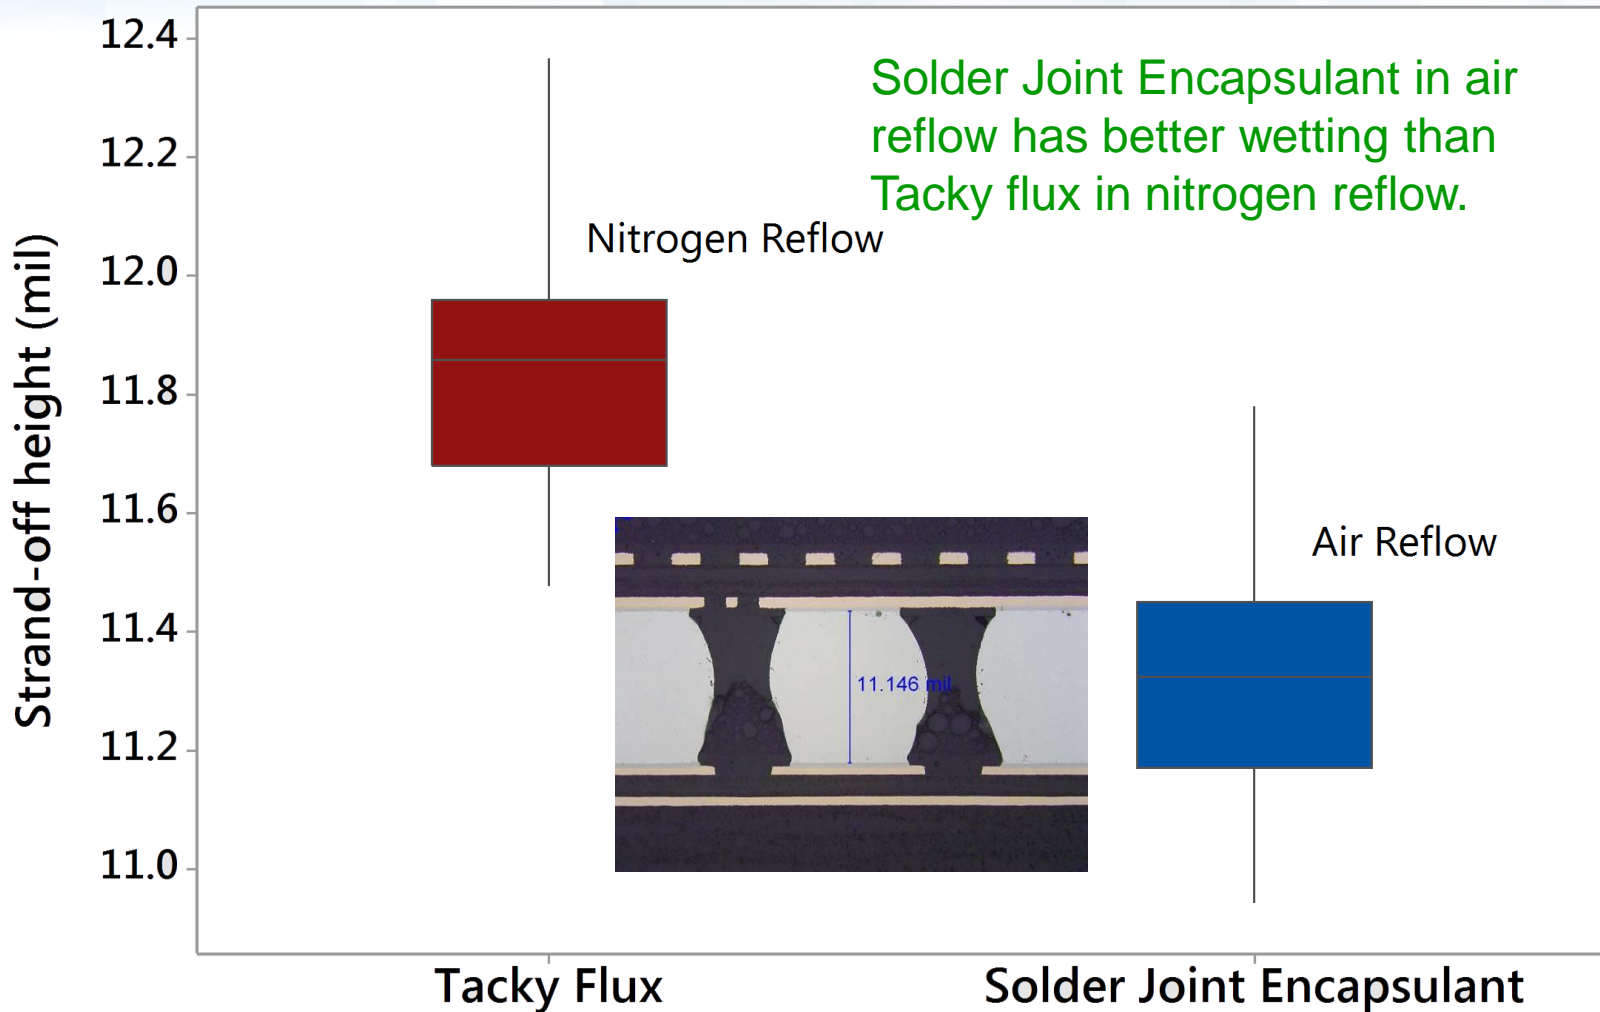 Solder Joint Encapsulant in air
reflow has better wetting than
Tacky flux in nitrogen reflow.
Strand-off height (mil)
12.4
12.2
12.0
11.8
11.6
11.4
11.2
11.0
Nitrogen Reflow
Air Reflow
11.146 mil
Tacky Flux
Solder Joint Encapsulant